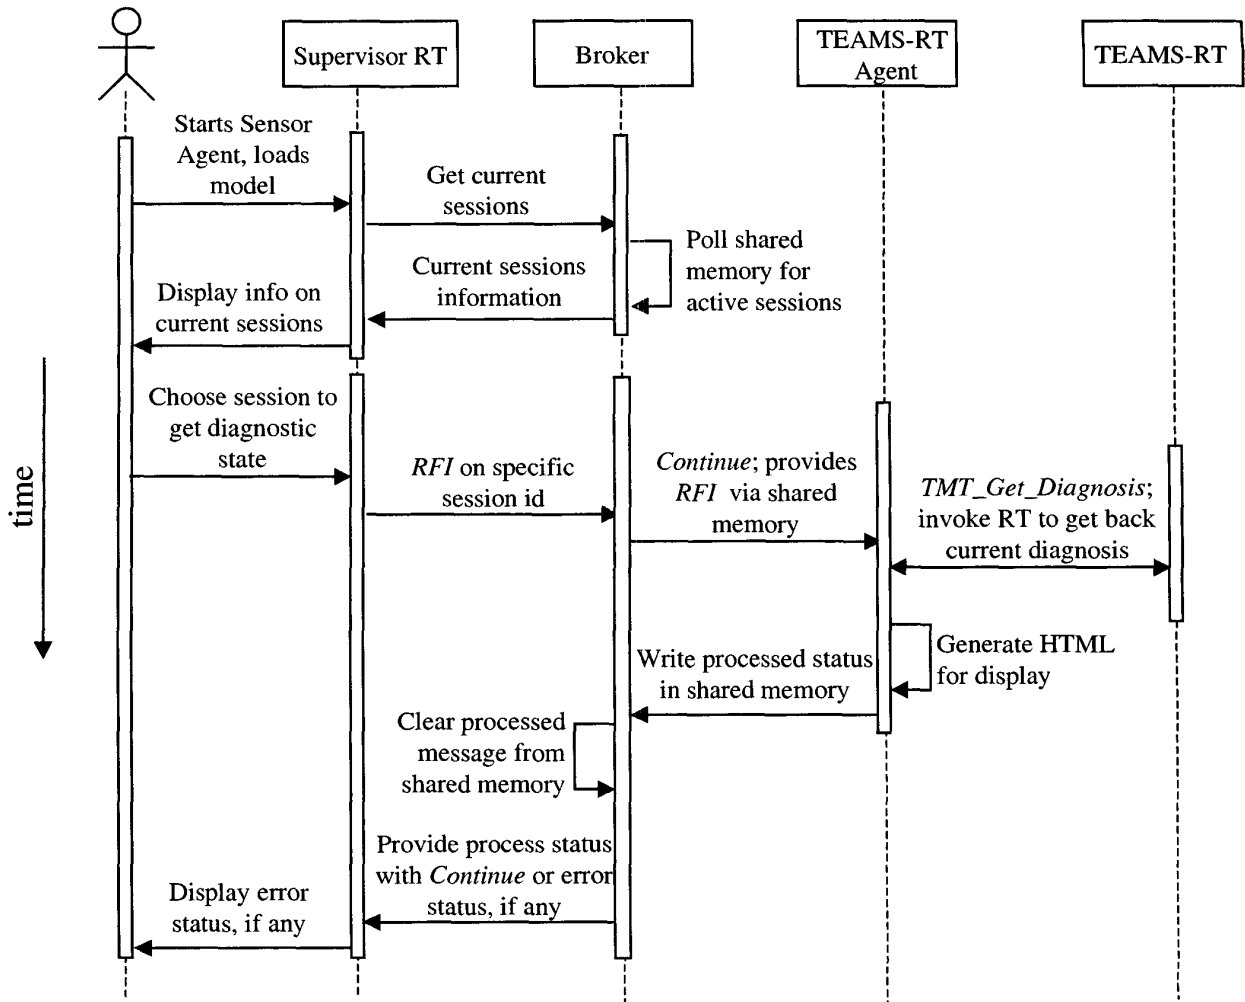 Supervisor RT
Broker
TEAMS-RT
Agent
TEAMS-RT
Starts Sensor
Agent, loads
model
Get current
sessions
Poll shared
memory for
active sessions
Current sessions
information
Display info on
current sessions
time
Choose session to
get diagnostic
state
RFI on specific
session id
Continue; provides
RFI via shared
memory
TMT_Get_Diagnosis;
invoke RT to get back
current diagnosis
Generate HTML
for display
Write processed status
in shared memory
Clear processed
message from
shared memory
Provide process status
with Continue or error
status, if any
Display error
status, if any